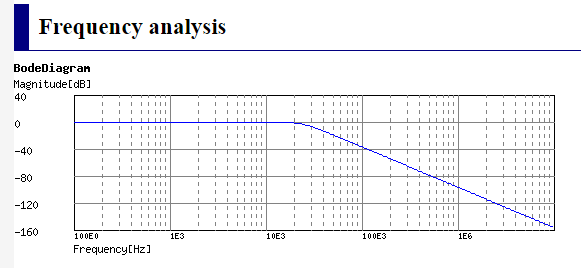 Frequency analysis
BodeDiagram
Magnitude[dB]
40
0
-40
-80
-120
-160
100E0 1E3 10E3 100E3 1E6
Frequency[Hz]